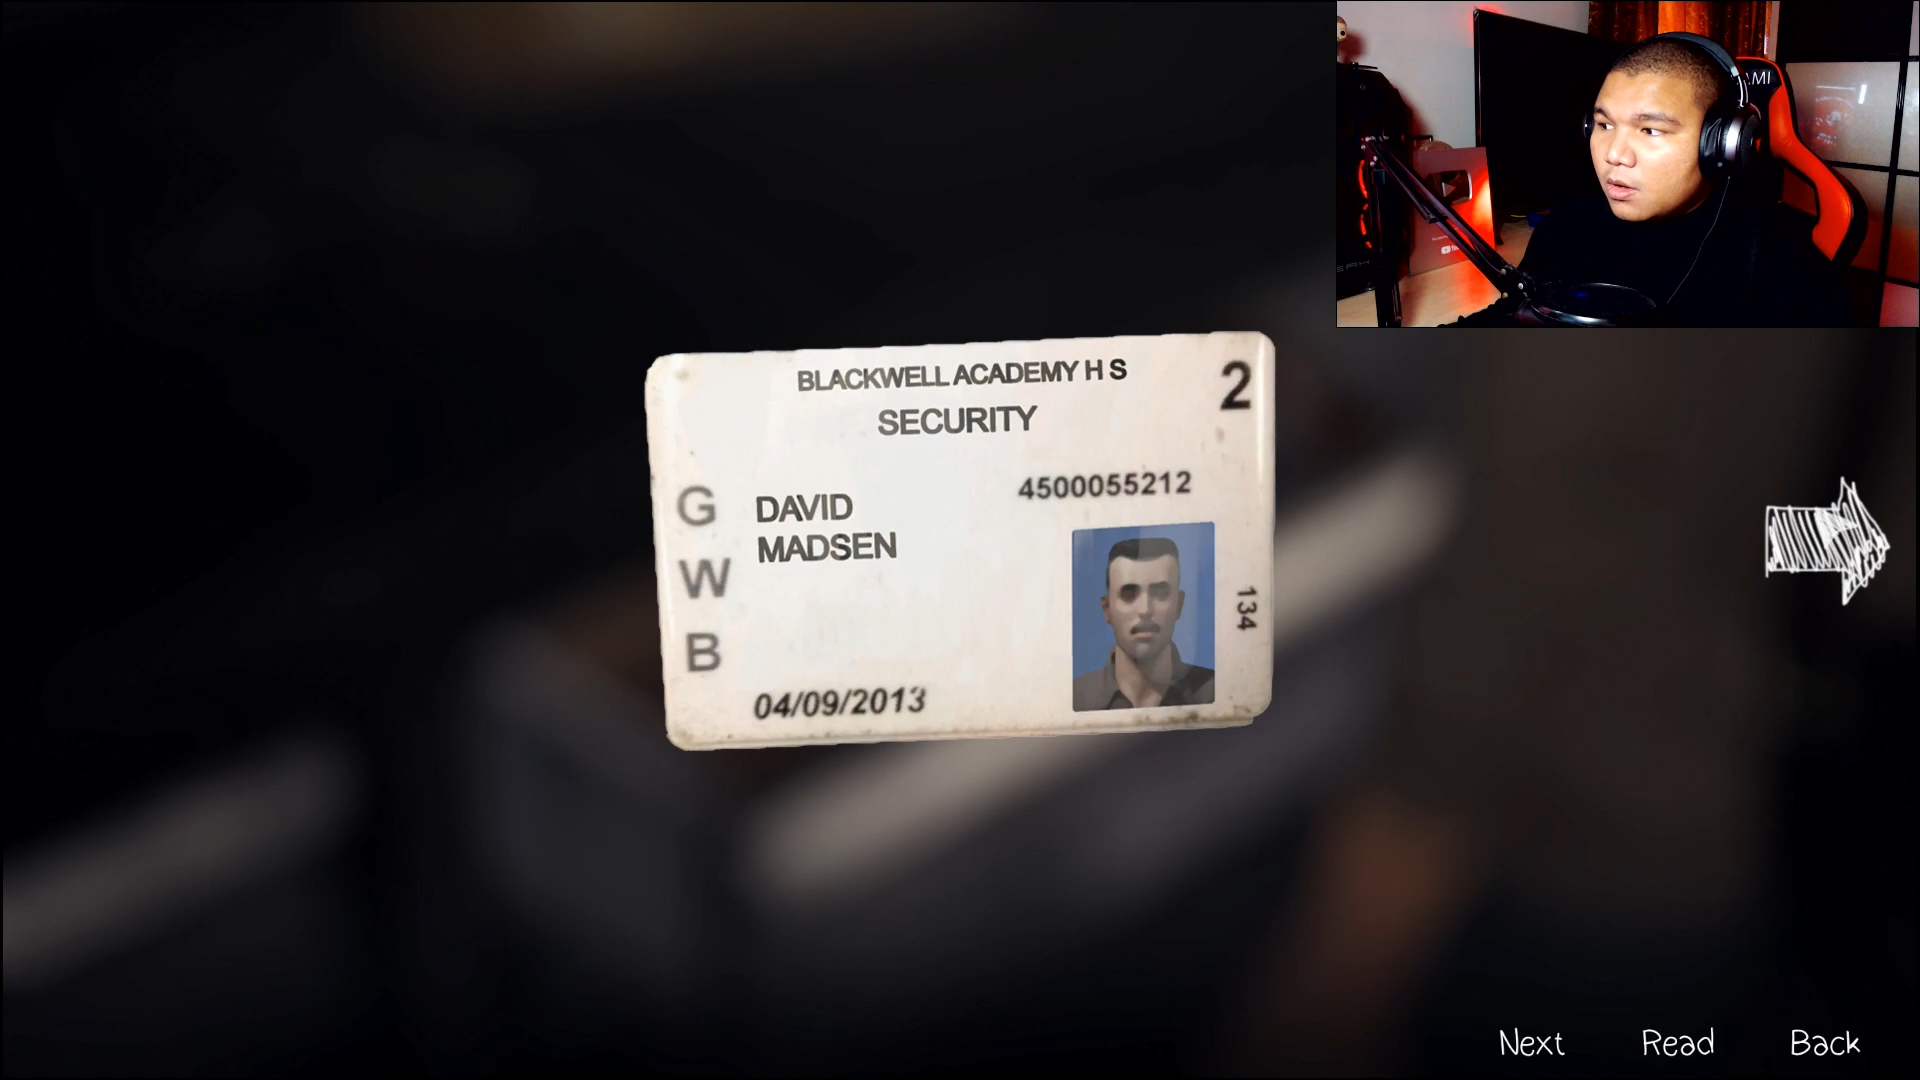 BLACKWELL ACADEMY H S
2
SECURITY
4500055212
G
W
B
DAVID
MADSEN
134
04/09/2013
Next Read Back